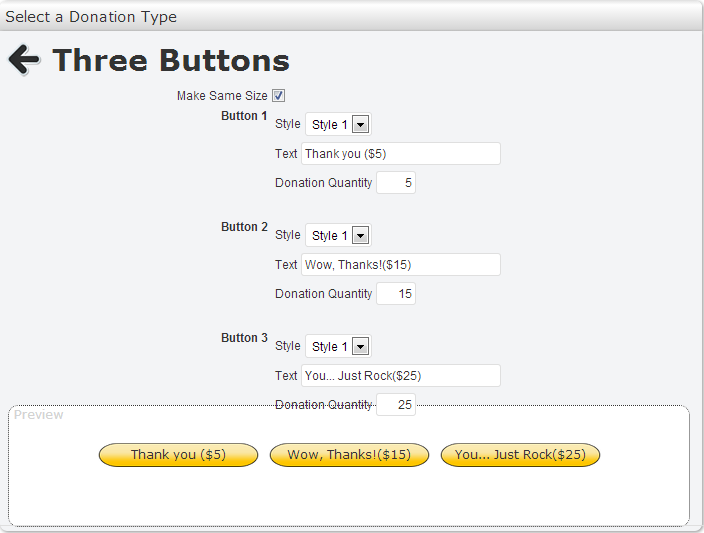 Select a Donation Type
Three Buttons
Make Same Size
Button 1
Style Style 1
Text Thank you ($5)
Donation Quantity 5
Button 2
Style Style 1
Text Wow, Thanks!($15)
Donation Quantity 15
Button 3
Style Style 1
Text You... Just Rock($25)
Donation Quantity 25
Preview
Thank you ($5) Wow, Thanks!($15) You... Just Rock($25)